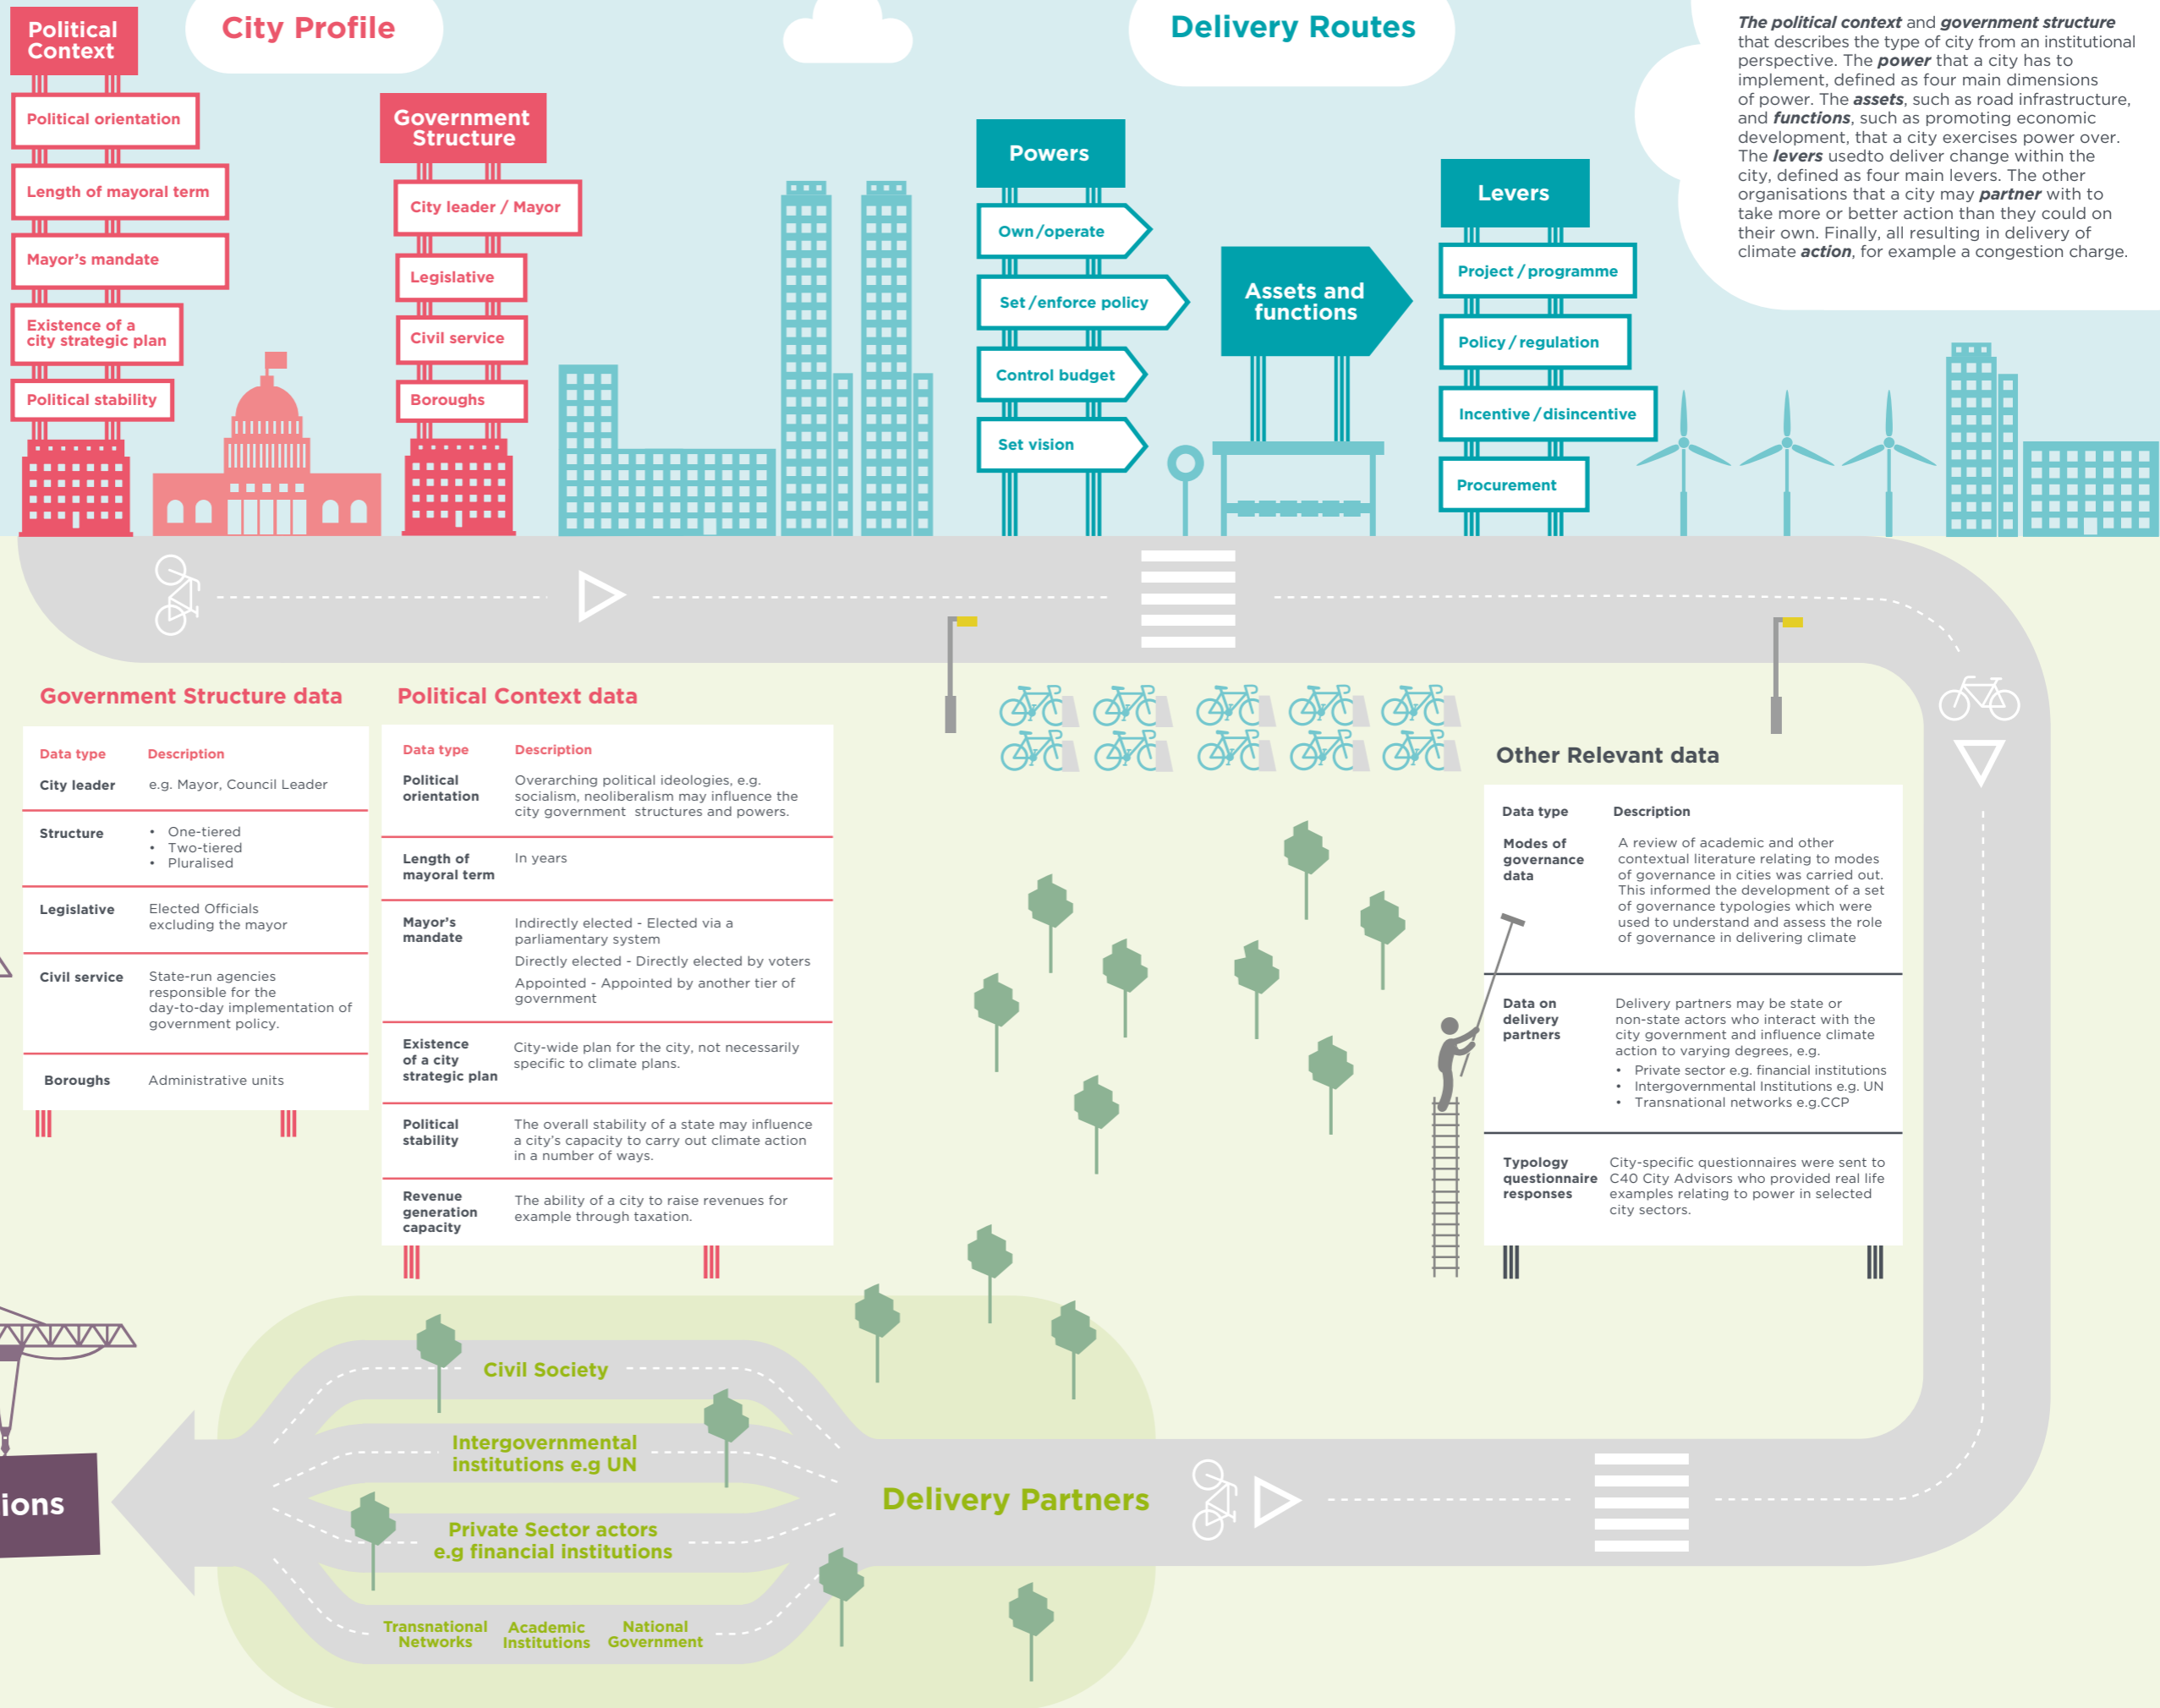 City Profile
Delivery Routes
Political
Context
Political orientation
Length of mayoral term
Mayor’s mandate
Existence of a
city strategic plan
Political stability
Government
Structure
City leader / Mayor
Legislative
Civil service
Boroughs
Powers
Own/operate
Set/enforce policy
Control budget
Set vision
Assets and
functions
Levers
Project/programme
Policy/regulation
Incentive/disincentive
Procurement
The political context and government structure
that describes the type of city from an institutional
perspective. The power that a city has to
implement, defined as four main dimensions
of power. The assets, such as road infrastructure,
and functions, such as promoting economic
development, that a city exercises power over.
The levers usedto deliver change within the
city, defined as four main levers. The other
organisations that a city may partner with to
take more or better action than they could on
their own. Finally, all resulting in delivery of
climate action, for example a congestion charge.
Government Structure data
Data type Description
City leader e.g. Mayor, Council Leader
Structure • One-tiered
• Two-tiered
• Pluralised
Legislative Elected Officials
excluding the mayor
Civil service State-run agencies
responsible for the
day-to-day implementation of
government policy.
Boroughs Administrative units
Political Context data
Data type Description
Political Overarching political ideologies, e.g.
orientation socialism, neoliberalism may influence the
city government structures and powers.
Length of In years
mayoral term
Mayor’s Indirectly elected - Elected via a
mandate parliamentary system
Directly elected - Directly elected by voters
Appointed - Appointed by another tier of
government
Existence City-wide plan for the city, not necessarily
of a city specific to climate plans.
strategic plan
Political The overall stability of a state may influence
stability a city’s capacity to carry out climate action
in a number of ways.
Revenue The ability of a city to raise revenues for
generation example through taxation.
capacity
Other Relevant data
Data type Description
Modes of A review of academic and other
governance contextual literature relating to modes
data of governance in cities was carried out.
This informed the development of a set
of governance typologies which were
used to understand and assess the role
of governance in delivering climate
Data on Delivery partners may be state or
delivery non-state actors who interact with the
partners city government and influence climate
action to varying degrees, e.g.
• Private sector e.g. financial institutions
• Intergovernmental Institutions e.g. UN
• Transnational networks e.g.CCP
Typology City-specific questionnaires were sent to
questionnaire C40 City Advisors who provided real life
responses examples relating to power in selected
city sectors.
Civil Society
Intergovernmental
institutions e.g UN
Private Sector actors
e.g financial institutions
Transnational Academic National
Networks Institutions Government
Delivery Partners
ions